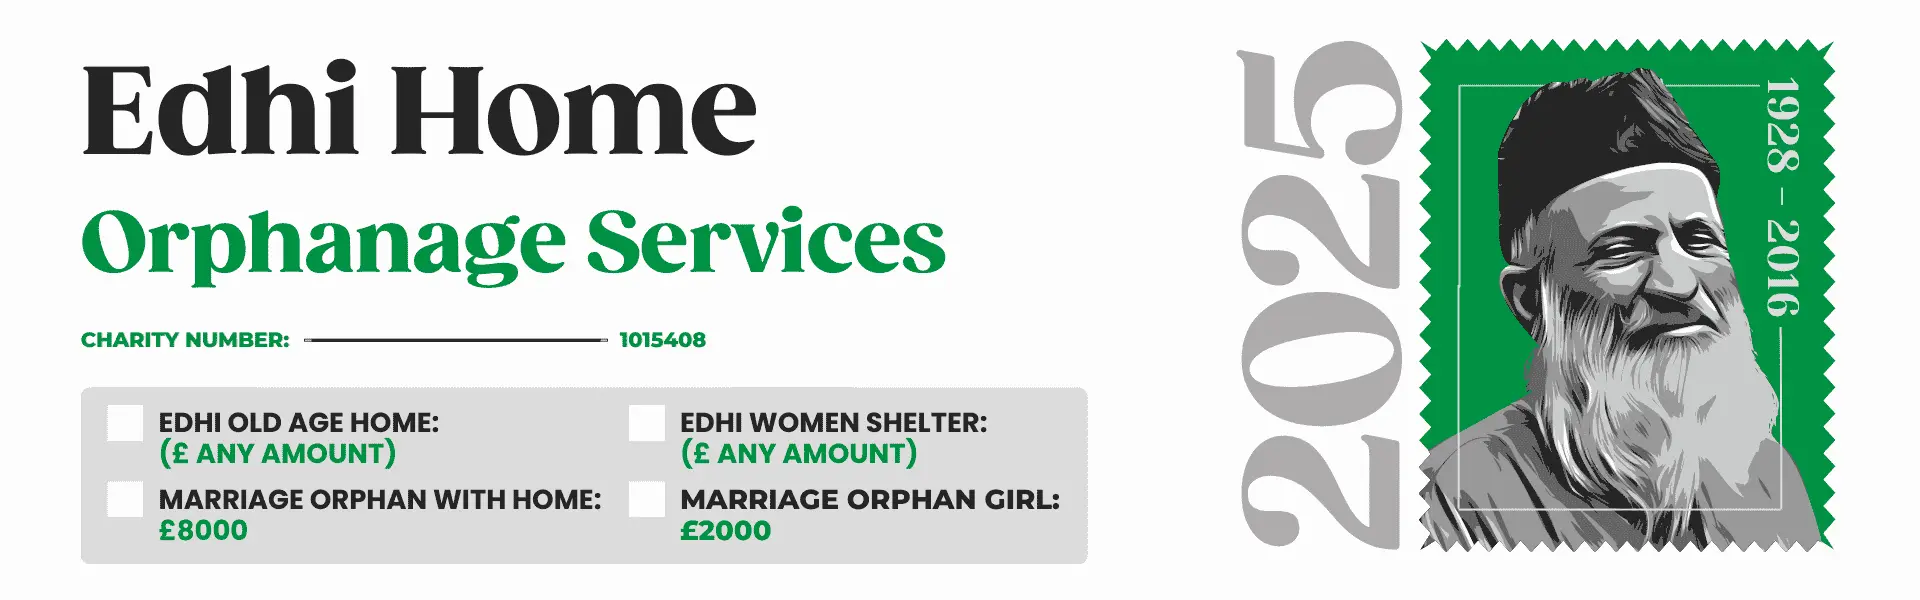 Edhi Home
Orphanage Services
CHARITY NUMBER: 1015408
EDHI OLD AGE HOME:
(£ ANY AMOUNT)
EDHI WOMEN SHELTER:
(£ ANY AMOUNT)
MARRIAGE ORPHAN WITH HOME:
£8000
MARRIAGE ORPHAN GIRL:
£2000
2025
1928 - 2016